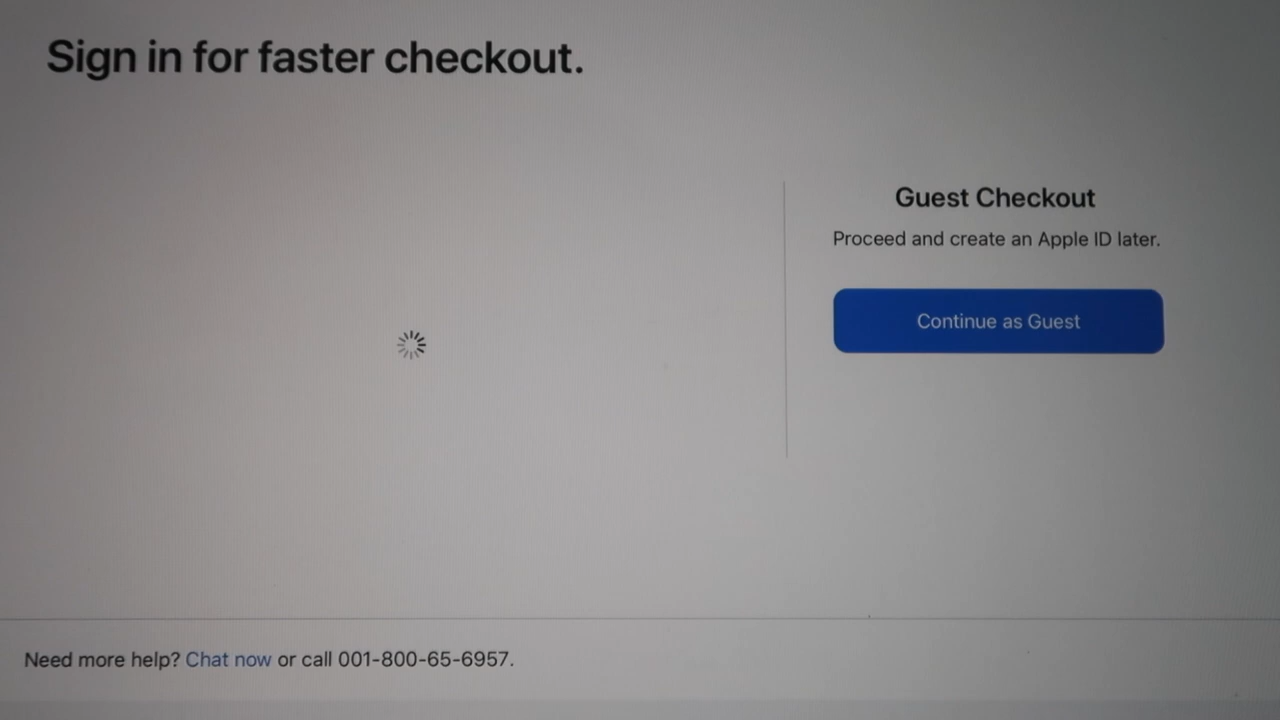 Sign in for faster checkout.
Guest Checkout
Proceed and create an Apple ID later.
Continue as Guest
Need more help? Chat now or call 001-800-65-6957.